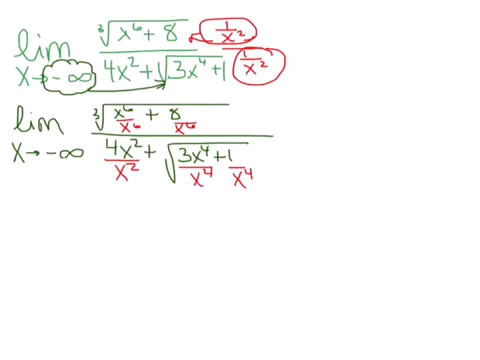 lim X→-∞ ∛(x⁶ + 8) / (4x² + √(3x⁴ + 1)) (1/x²) / (1/x²)
lim X→-∞ ∛(x⁶/x⁶ + 8/x⁶) / (4x²/x² + √(3x⁴/x⁴ + 1/x⁴))